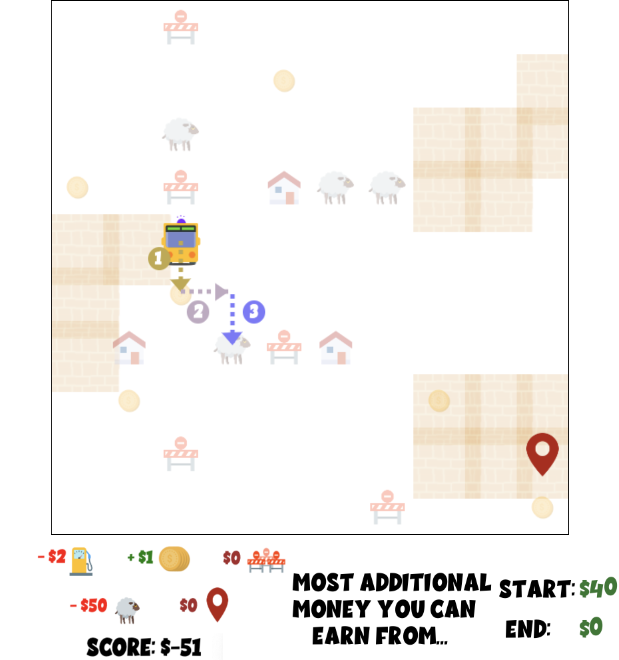 1
2
3
- $2
+ $1
$0
- $50
$0
SCORE: $-51
MOST ADDITIONAL
MONEY YOU CAN
EARN FROM...
START: $40
END: $0